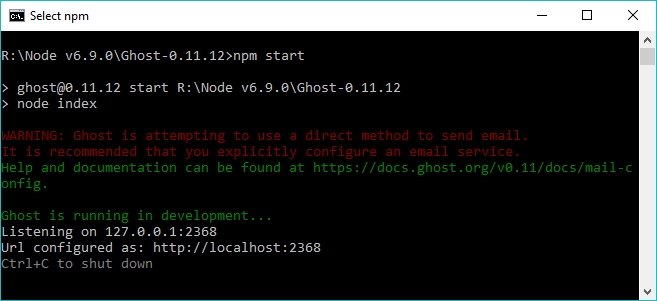 Select npm
R:\Node v6.9.0\Ghost-0.11.12>npm start
> ghost@0.11.12 start R:\Node v6.9.0\Ghost-0.11.12
> node index
WARNING: Ghost is attempting to use a direct method to send email.
It is recommended that you explicitly configure an email service.
Help and documentation can be found at https://docs.ghost.org/v0.11/docs/mail-c
onfig.
Ghost is running in development...
Listening on 127.0.0.1:2368
Url configured as: http://localhost:2368
Ctrl+C to shut down